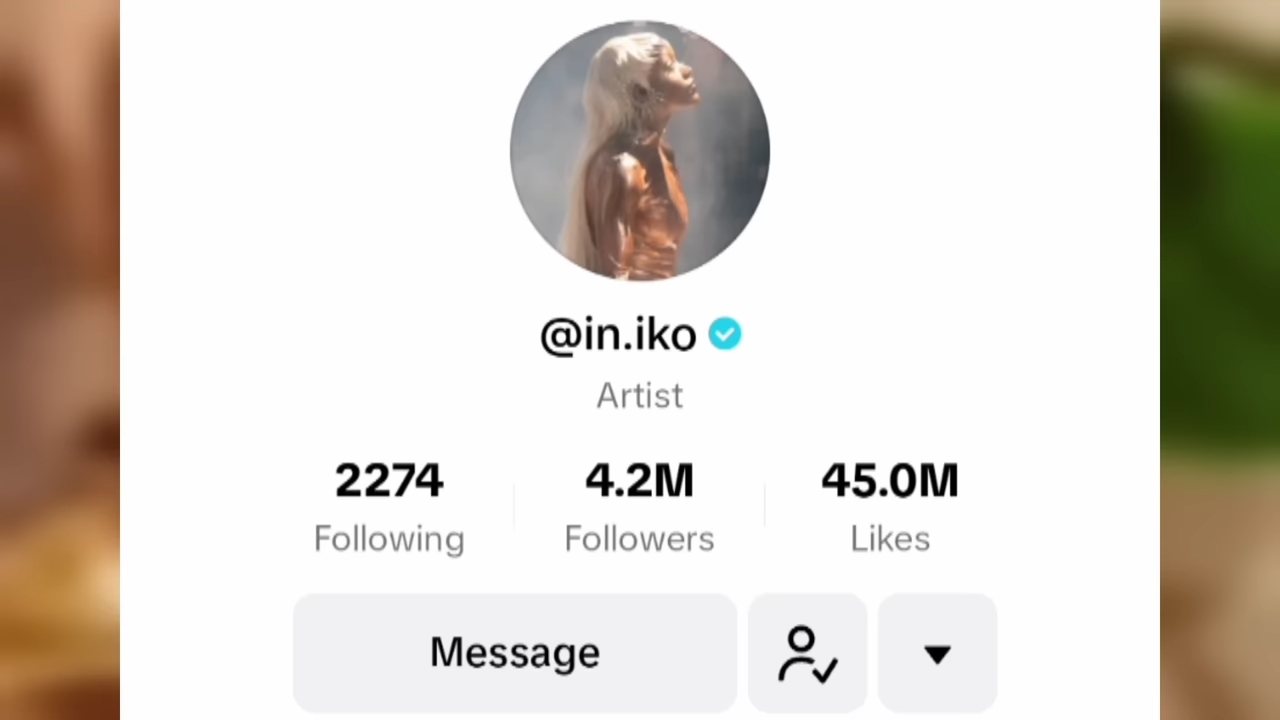 @in.iko
Artist
2274 4.2M 45.0M
Following Followers Likes
Message